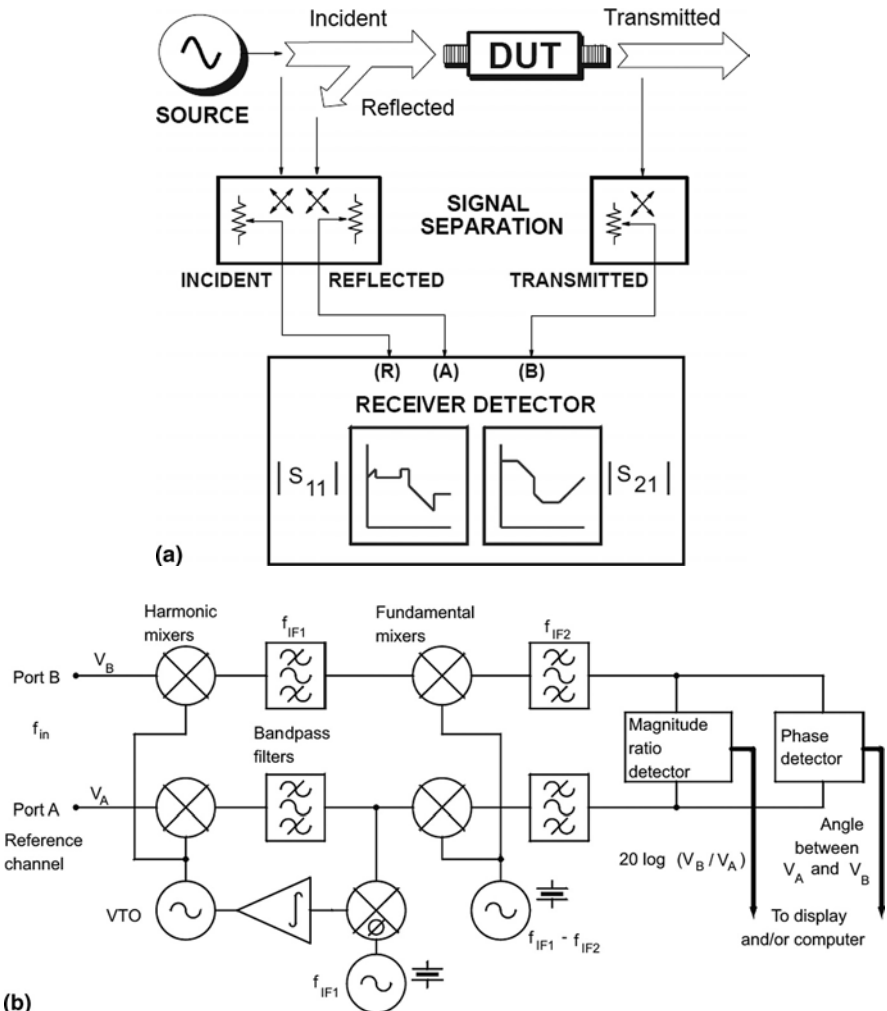 Incident
Transmitted
DUT
SOURCE
Reflected
SIGNAL
SEPARATION
INCIDENT
REFLECTED
TRANSMITTED
(R)
(A)
(B)
RECEIVER DETECTOR
|S11|
|S21|
(a)
Harmonic
mixers
fIF1
Fundamental
mixers
fIF2
Port B
VB
fin
Bandpass
filters
Magnitude
ratio
detector
Phase
detector
Port A
VA
Reference
channel
20 log (VB/VA)
Angle
between
VA and VB
VTO
fIF1 - fIF2
To display
and/or computer
fIF1
(b)